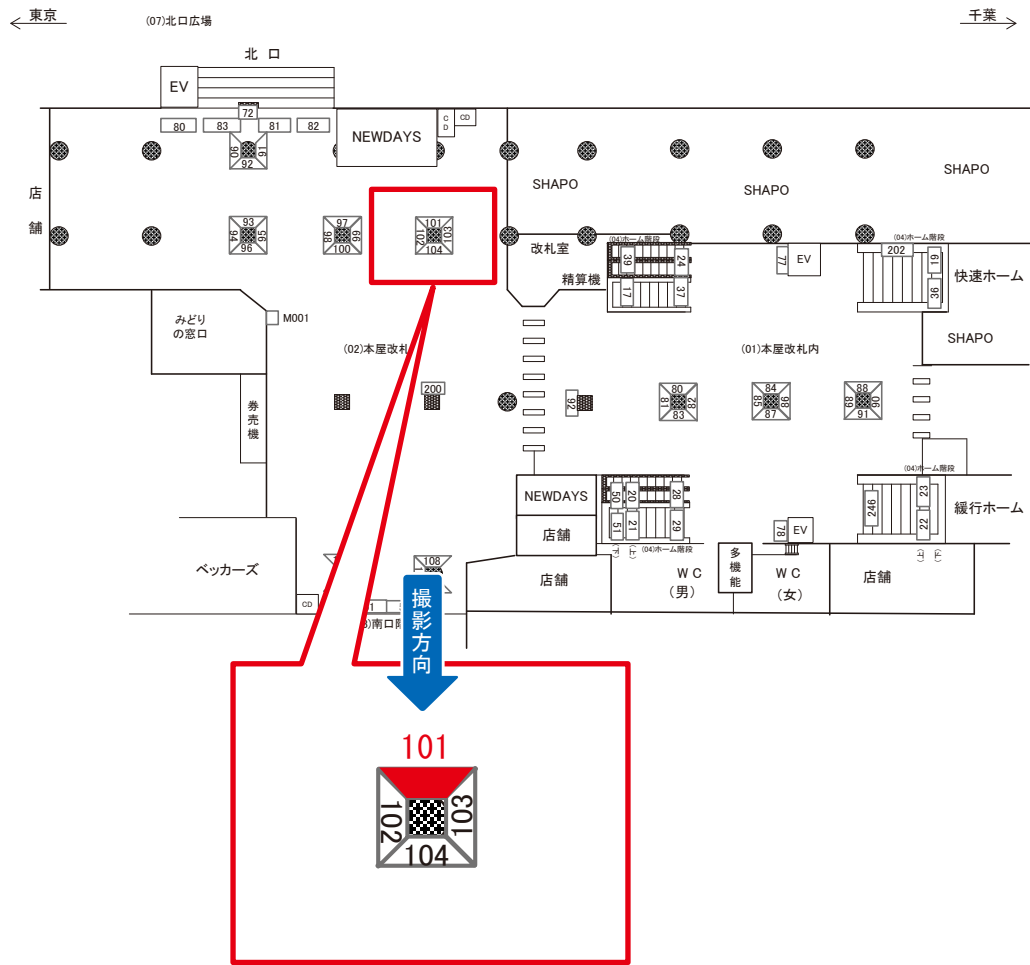 東京
(07)北口広場
千葉
北 口
EV
72
80
83
81
82
NEWDAYS
CD
CD
90
91
92
店舗
SHAPO
SHAPO
SHAPO
93
94
95
96
97
98
99
100
101
102
103
104
改札室
精算機
(04)ホーム階段
39
24
17
37
77
EV
(04)ホーム階段
202
19
36
快速ホーム
SHAPO
みどり
の窓口
M001
(02)本屋改札
(01)本屋改札内
200
92
80
81
82
83
84
85
86
87
88
89
90
91
券売機
NEWDAYS
店舗
店舗
50
20
28
51
21
29
(下)
(上)
(04)ホーム階段
78
EV
(04)ホーム階段
246
23
22
(上)
緩行ホーム
多機能
WC
(男)
WC
(女)
店舗
ベッカーズ
108
CD
)南口階
撮影方向
101
102
103
104